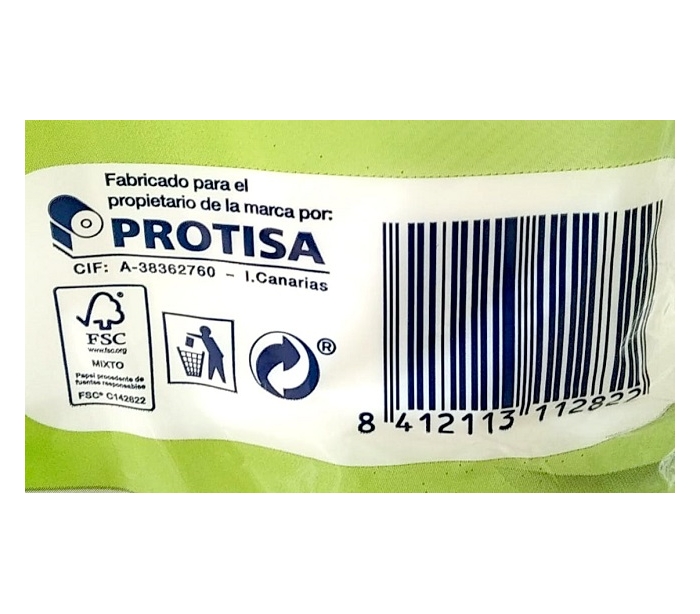 Fabricado para el
propietario de la marca por:
PROTISA
CIF: A-38362760 - I.Canarias
FSC
www.fsc.org
MIXTO
Papel procedente de
fuentes responsables
FSC® C142822
®
8 412113 112822